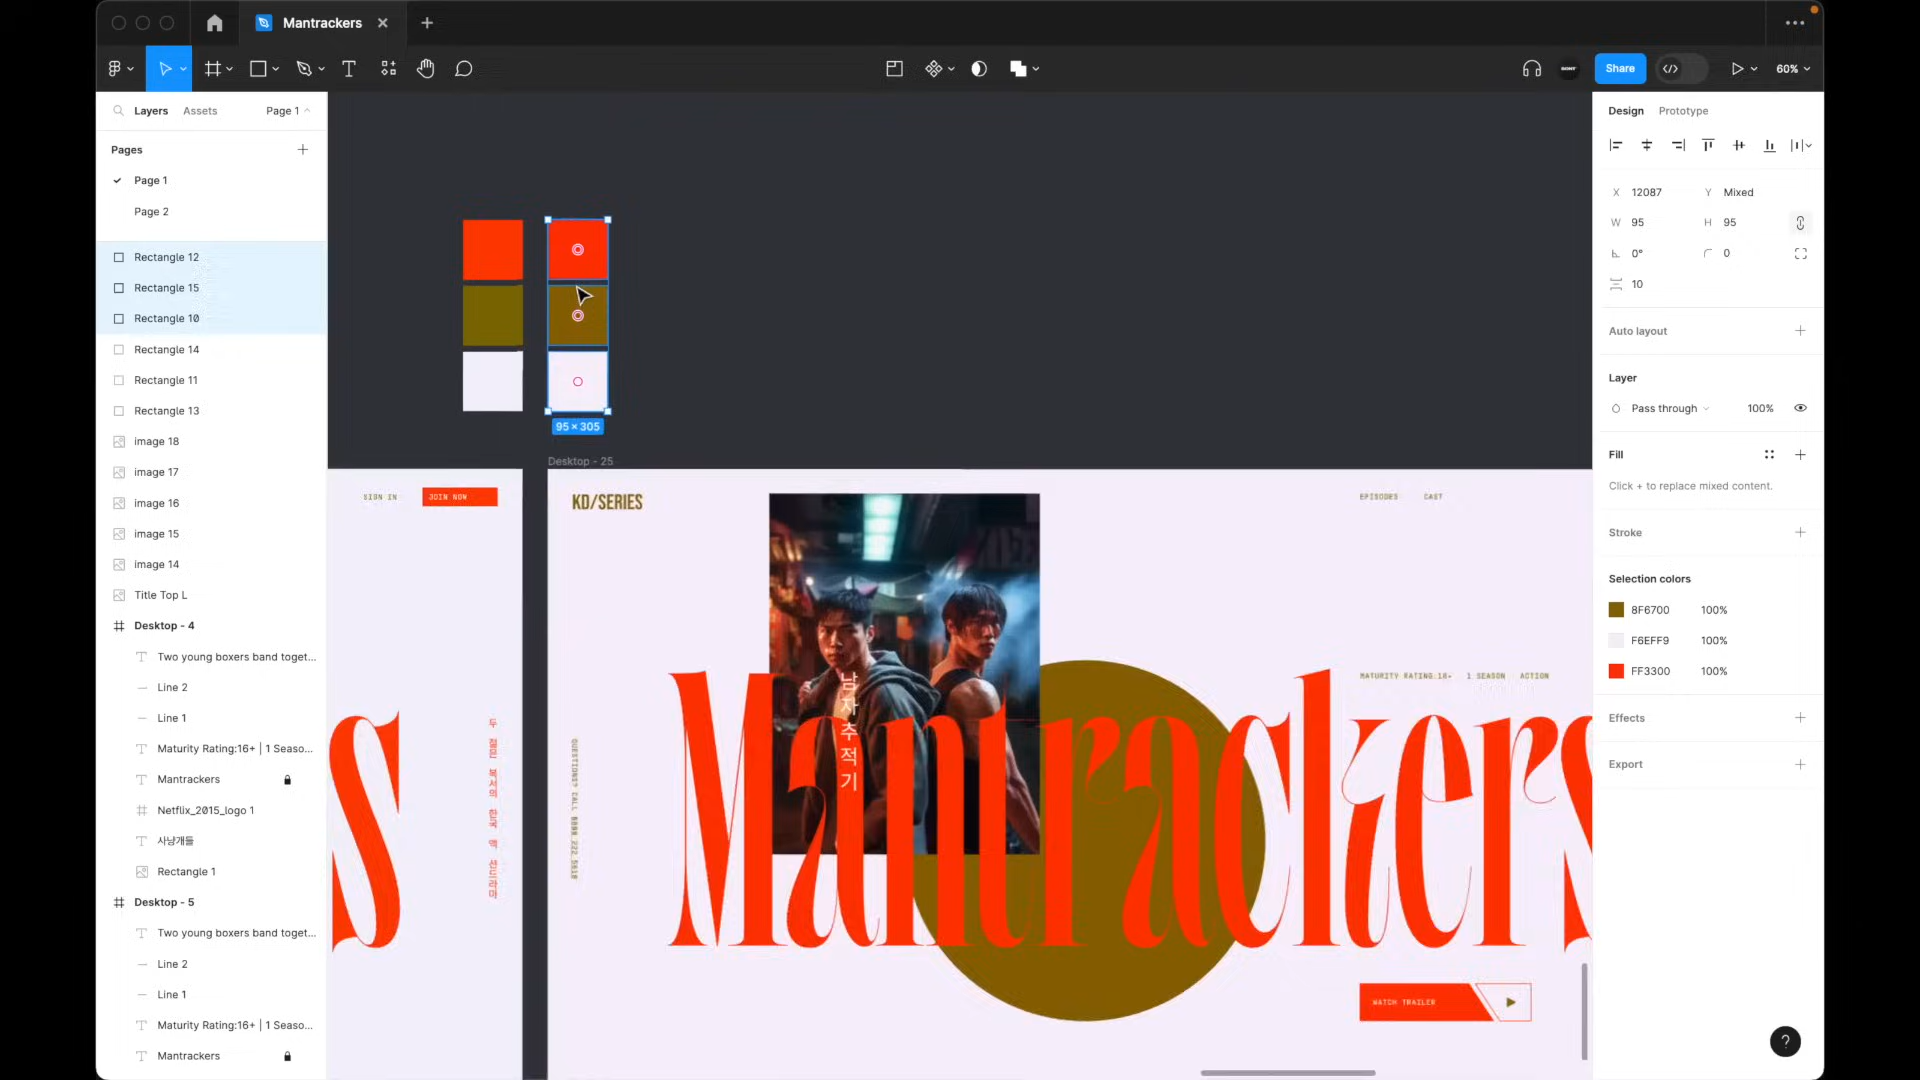 Mantrackers
Share
60%
Layers
Assets
Page 1
Pages
Page 1
Page 2
Rectangle 12
Rectangle 15
Rectangle 10
Rectangle 14
Rectangle 11
Rectangle 13
image 18
image 17
image 16
image 15
image 14
Title Top L
Desktop - 4
Two young boxers band toget...
Line 2
Line 1
Maturity Rating:16+ | 1 Seaso...
Mantrackers
Netflix_2015_logo 1
사냥개들
Rectangle 1
Desktop - 5
Two young boxers band toget...
Line 2
Line 1
Maturity Rating:16+ | 1 Seaso...
Mantrackers
95 × 305
Desktop - 25
SIGN IN
JOIN NOW
KD/SERIES
EPISODES
CAST
MATURITY RATING:16+
1 SEASON
ACTION
남자추적기
Mantrackers
WATCH TRAILER
Design
Prototype
X 12087
Y Mixed
W 95
H 95
0°
0
10
Auto layout
Layer
Pass through
100%
Fill
Click + to replace mixed content.
Stroke
Selection colors
8F6700 100%
F6EFF9 100%
FF3300 100%
Effects
Export
?